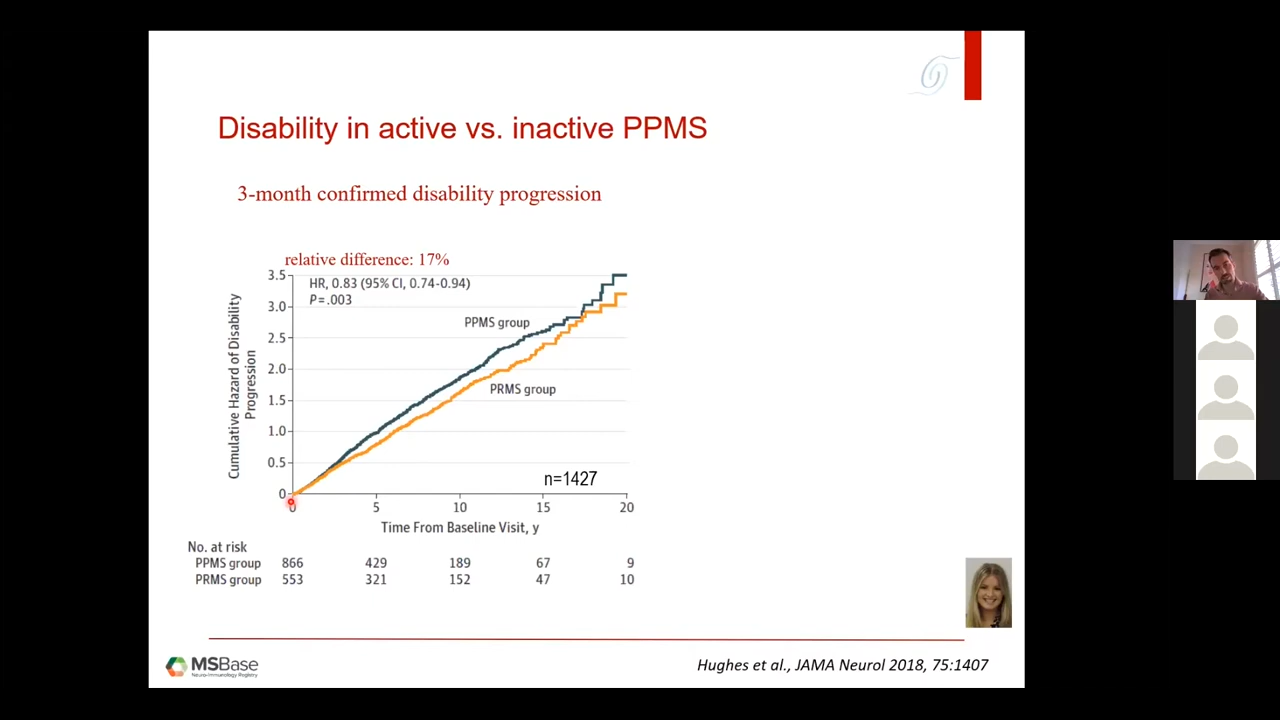 Disability in active vs. inactive PPMS
3-month confirmed disability progression
relative difference: 17%
HR, 0.83 (95% CI, 0.74-0.94)
P=.003
PPMS group
PRMS group
n=1427
Cumulative Hazard of Disability
Progression
3.5
3.0
2.5
2.0
1.5
1.0
0.5
0
0 5 10 15 20
Time From Baseline Visit, y
No. at risk
PPMS group 866 429 189 67 9
PRMS group 553 321 152 47 10
MSBase
Neuro-Immunology Registry
Hughes et al., JAMA Neurol 2018, 75:1407